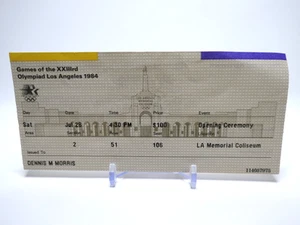 Games of the XXIIIrd
Olympiad Los Angeles 1984
Day Date Time Price Event
Sat Jul 28 4:30 PM $100 Opening Ceremony
Area
2 51 106 LA Memorial Coliseum
Issued To
DENNIS M MORRIS